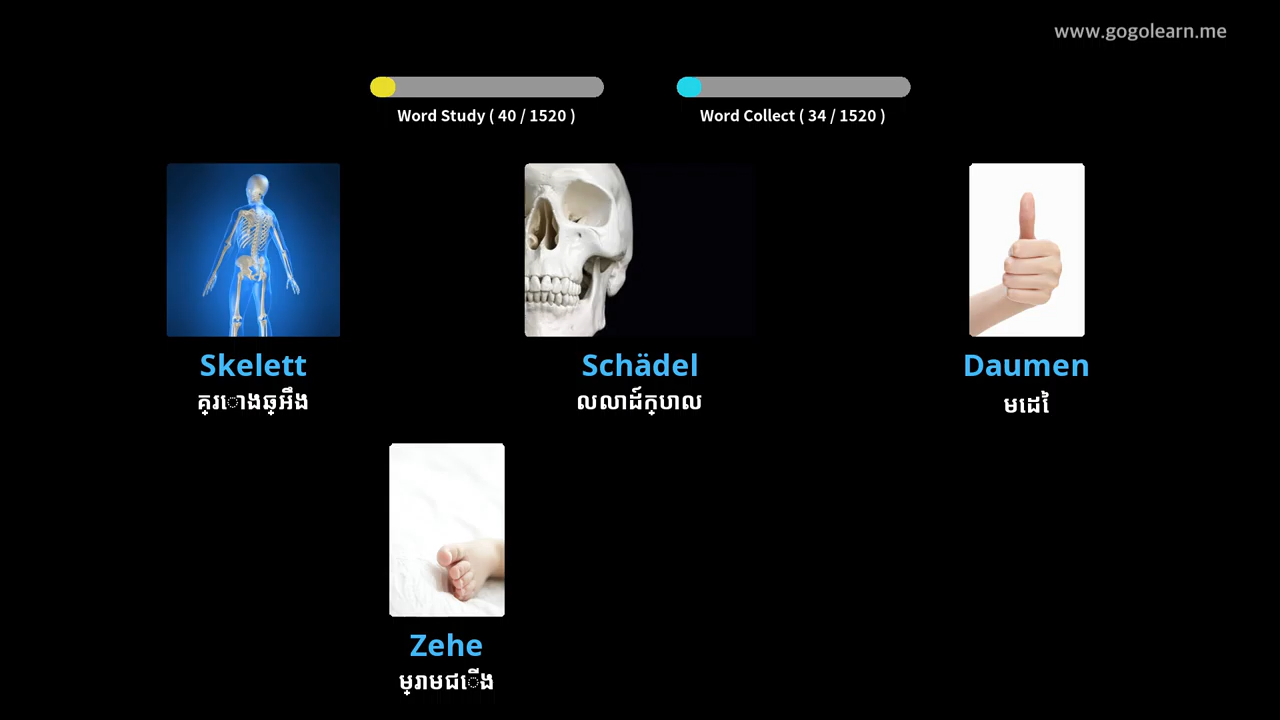 www.gogolearn.me
Word Study ( 40 / 1520 )
Word Collect ( 34 / 1520 )
Skelett
គ្រោងឆ្អឹង
Schädel
លលាដ៍ក្បាល
Daumen
មេដៃ
Zehe
ម្រាមជើង